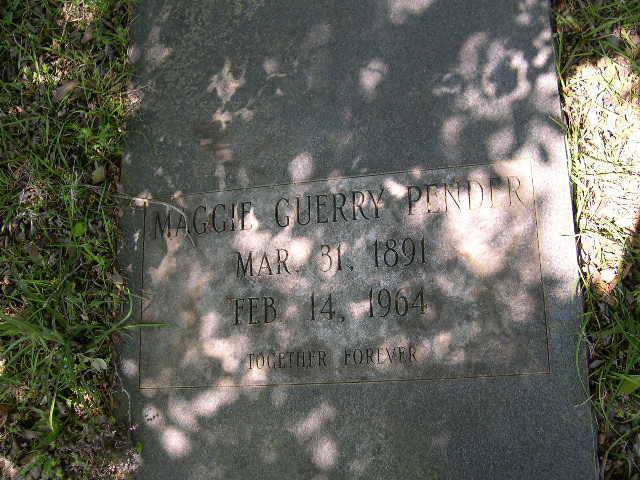 MAGGIE GUERRY PENDER
MAR. 31, 1891
FEB. 14, 1964
TOGETHER FOREVER